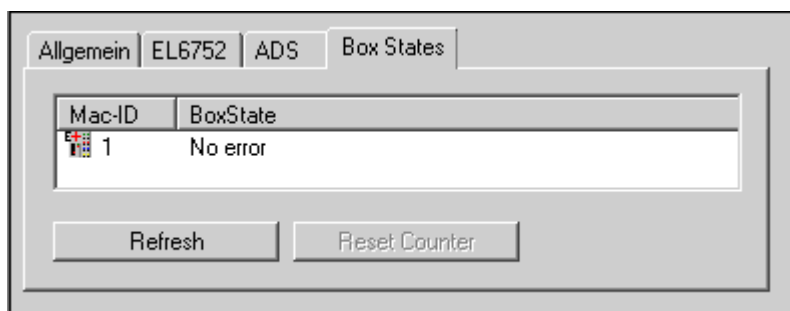 Allgemein EL6752 ADS Box States
Mac-ID BoxState
1 No error
Refresh Reset Counter